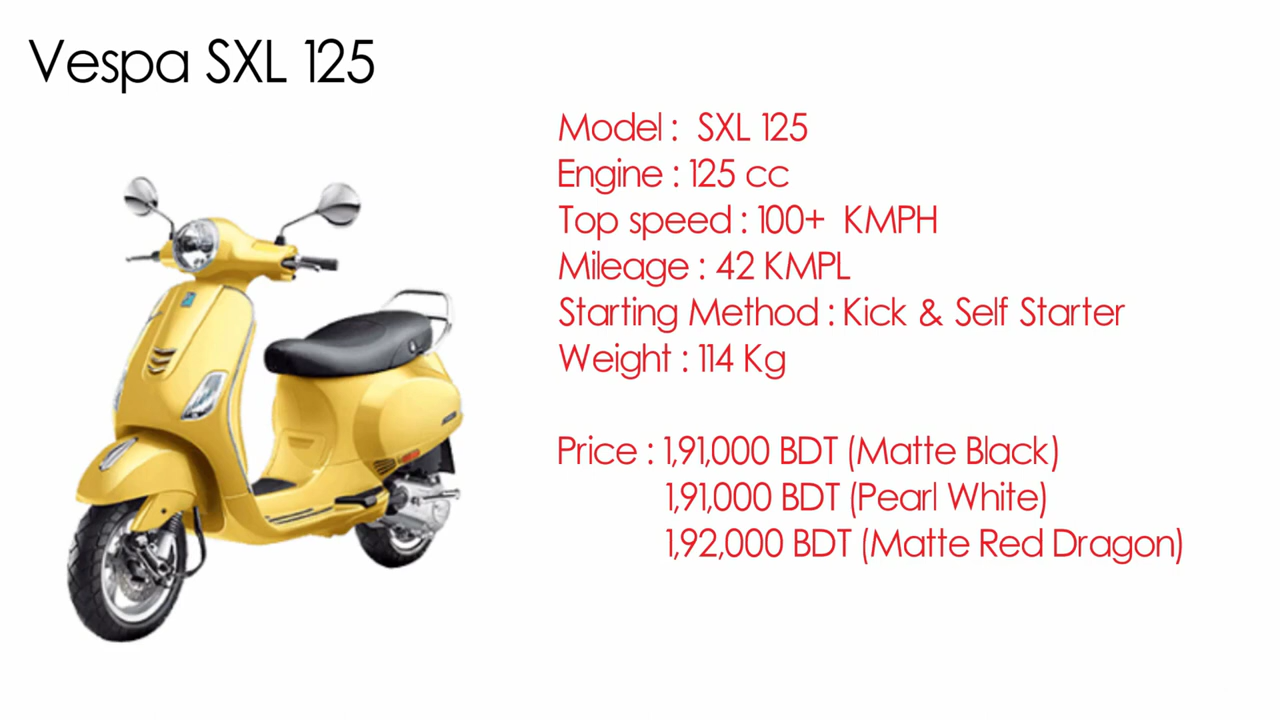 Vespa SXL 125
Model : SXL 125
Engine : 125 cc
Top speed : 100+ KMPH
Mileage : 42 KMPL
Starting Method : Kick & Self Starter
Weight : 114 Kg
Price : 1,91,000 BDT (Matte Black)
1,91,000 BDT (Pearl White)
1,92,000 BDT (Matte Red Dragon)